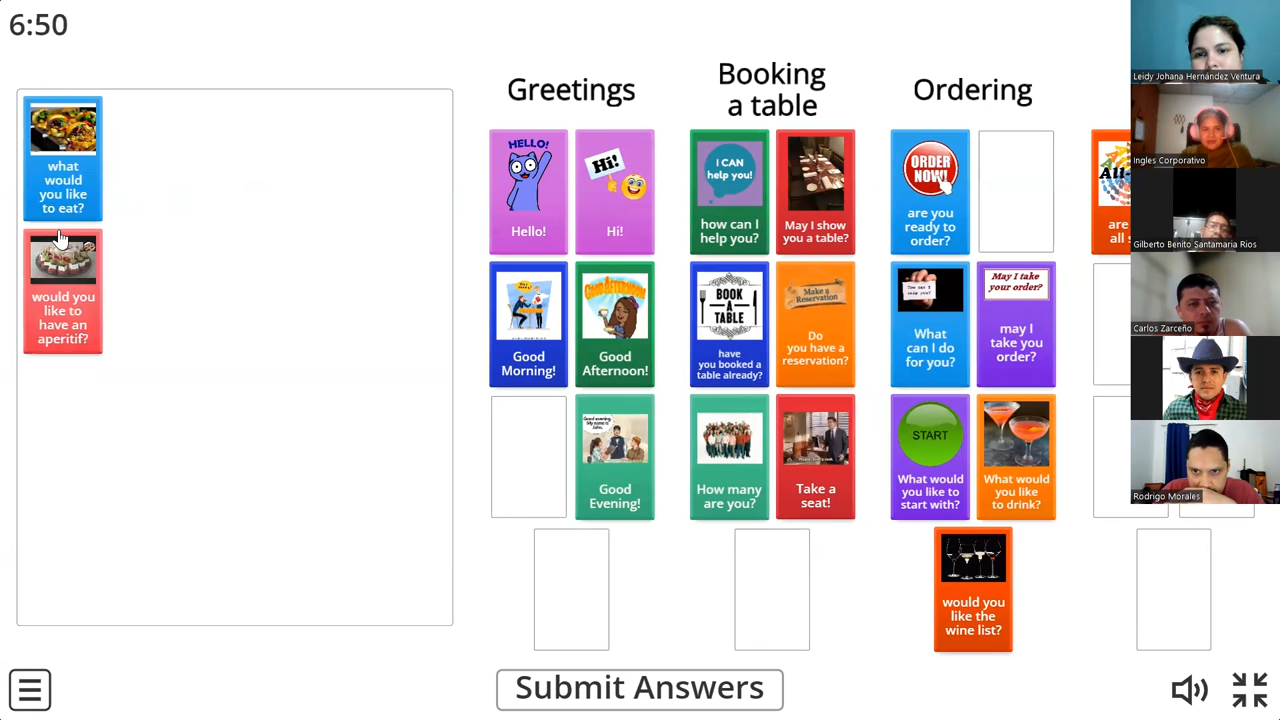 6:50
Greetings
Booking
a table
Ordering
what
would
you like
to eat?
would you
like to
have an
aperitif?
HELLO!
Hello!
Hi!
Hi!
Good
Morning!
Good
Afternoon!
Good
Evening!
I CAN
help you!
how can I
help you?
May I show
you a table?
BOOK
A
TABLE
have
you booked a
table already?
Make a
Reservation
Do
you have a
reservation?
How many
are you?
Take a
seat!
ORDER
NOW!
are you
ready to
order?
What
can I do
for you?
May I take
your order?
may I
take you
order?
START
What would
you like to
start with?
What would
you like
to drink?
would you
like the
wine list?
All-
are
all s
Leidy Johana Hernández Ventura
Ingles Corporativo
Gilberto Benito Santamaria Rios
Carlos Zarceño
Rodrigo Morales
Submit Answers